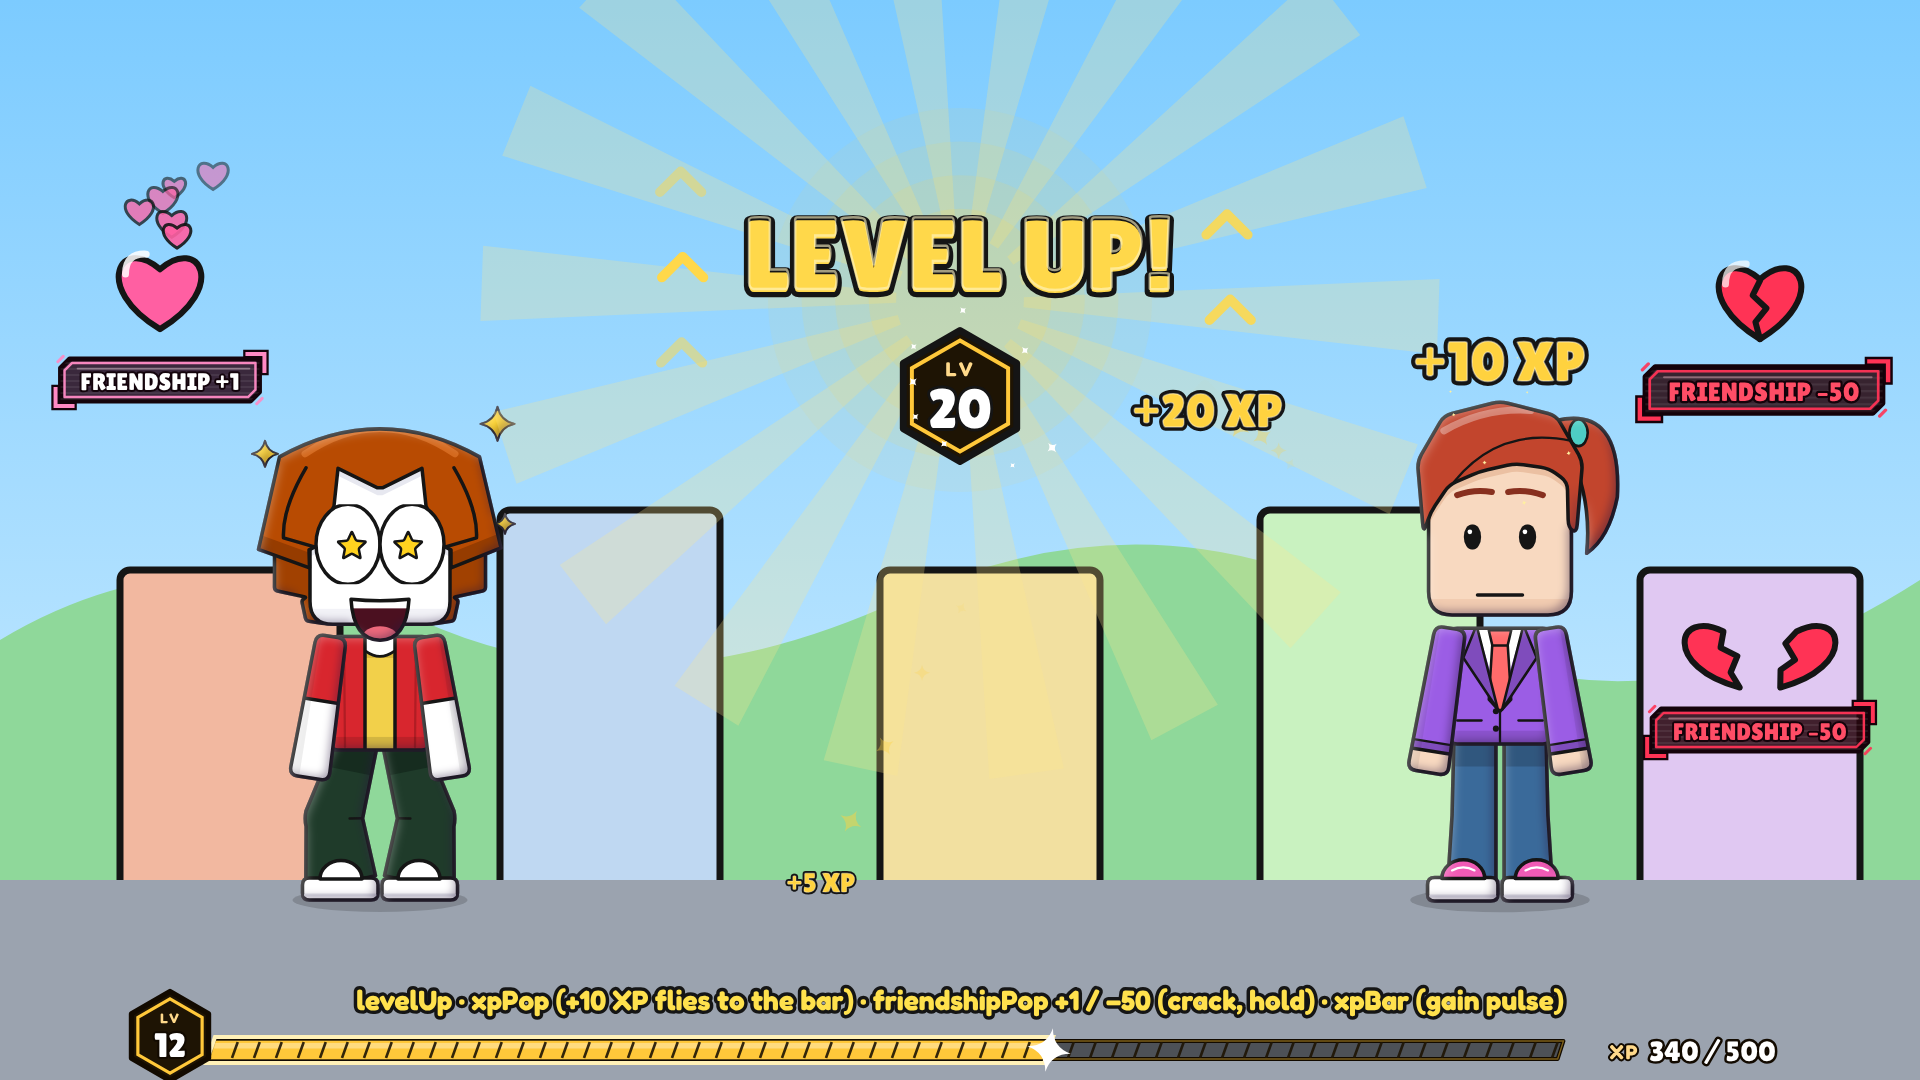 LEVEL UP!
LV
20
FRIENDSHIP +1
+20 XP
+10 XP
FRIENDSHIP -50
FRIENDSHIP -50
+5 XP
levelUp · xpPop (+10 XP flies to the bar) · friendshipPop +1 / -50 (crack, hold) · xpBar (gain pulse)
LV
12
XP 340 / 500